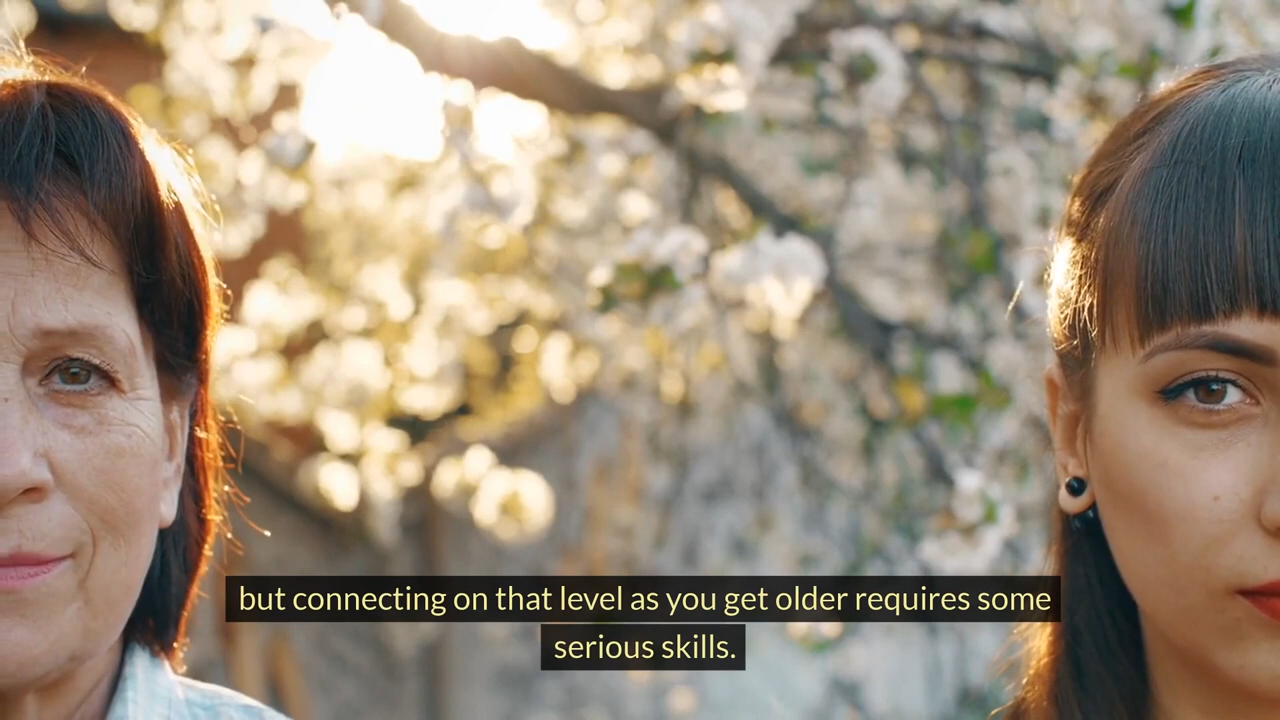 but connecting on that level as you get older requires some
serious skills.